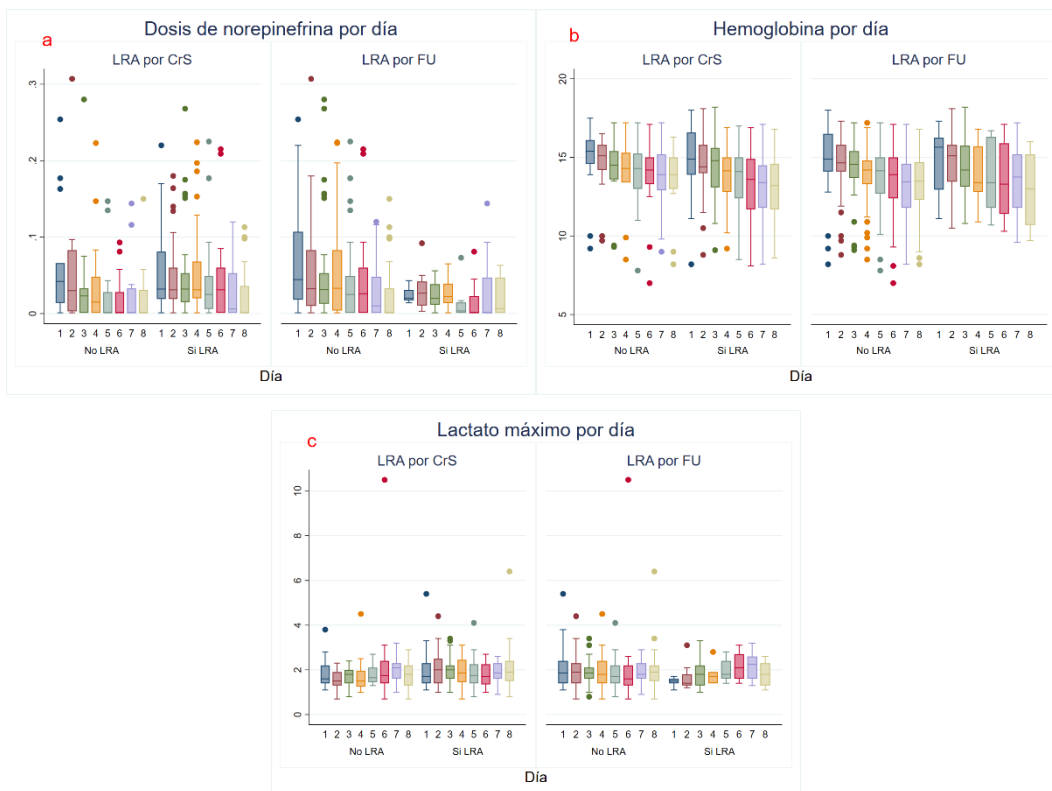 a
Dosis de norepinefrina por día
LRA por CrS
LRA por FU
.3
.2
.1
0
1 2 3 4 5 6 7 8 1 2 3 4 5 6 7 8
No LRA Si LRA
1 2 3 4 5 6 7 8 1 2 3 4 5 6 7 8
No LRA Si LRA
Día
b
Hemoglobina por día
LRA por CrS
LRA por FU
20
15
10
5
1 2 3 4 5 6 7 8 1 2 3 4 5 6 7 8
No LRA Si LRA
1 2 3 4 5 6 7 8 1 2 3 4 5 6 7 8
No LRA Si LRA
Día
c
Lactato máximo por día
LRA por CrS
LRA por FU
10
8
6
4
2
0
1 2 3 4 5 6 7 8 1 2 3 4 5 6 7 8
No LRA Si LRA
1 2 3 4 5 6 7 8 1 2 3 4 5 6 7 8
No LRA Si LRA
Día